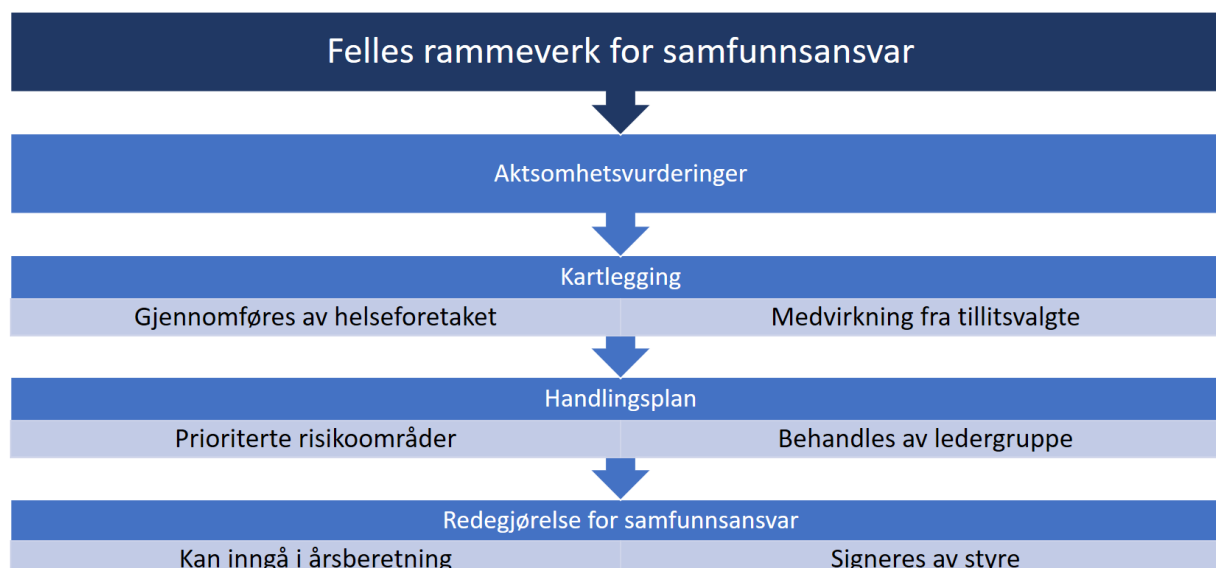 Felles rammeverk for samfunnsansvar
Aktsomhetsvurderinger
Kartlegging
Gjennomføres av helseforetaket
Medvirkning fra tillitsvalgte
Handlingsplan
Prioriterte risikoområder
Behandles av ledergruppe
Redegjørelse for samfunnsansvar
Kan inngå i årsberetning
Signeres av styre